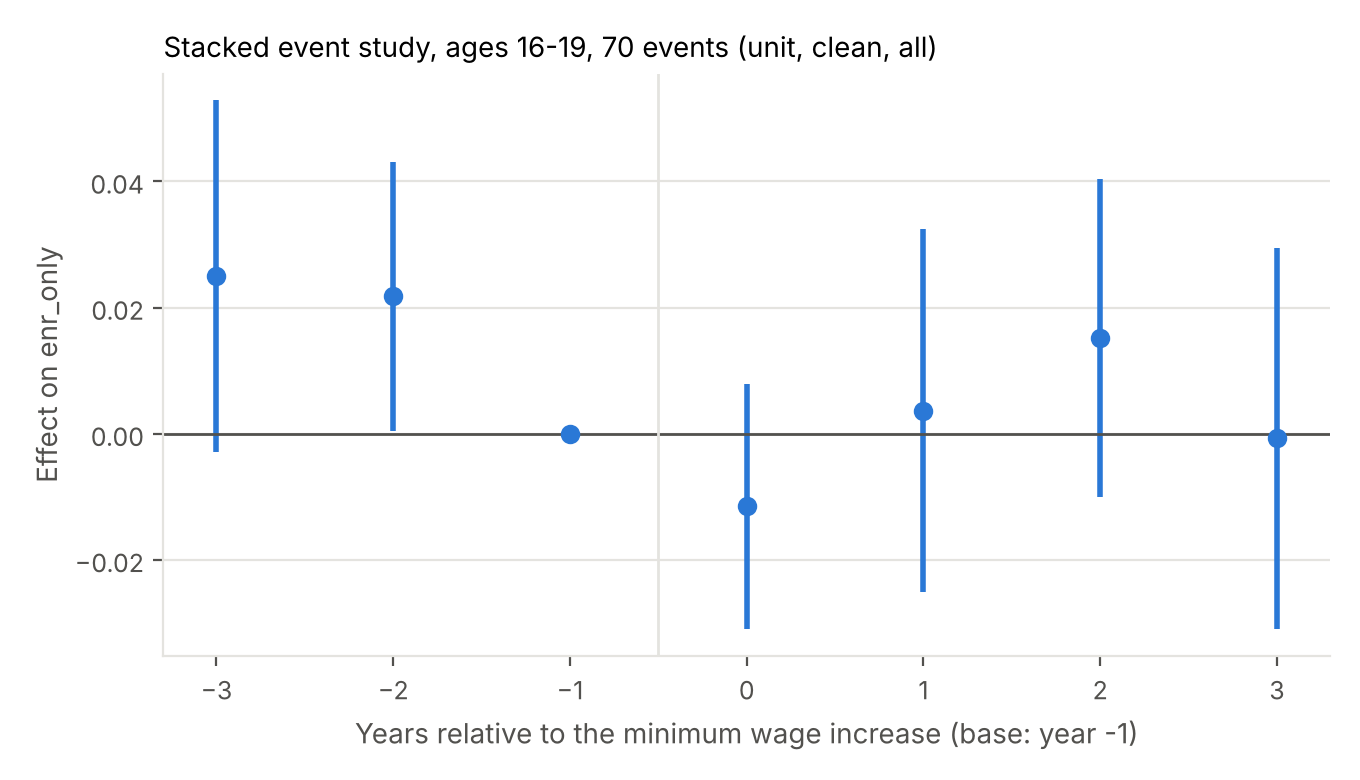 Stacked event study, ages 16-19, 70 events (unit, clean, all)
Effect on enr_only
0.04
0.02
0.00
−0.02
−3 −2 −1 0 1 2 3
Years relative to the minimum wage increase (base: year -1)